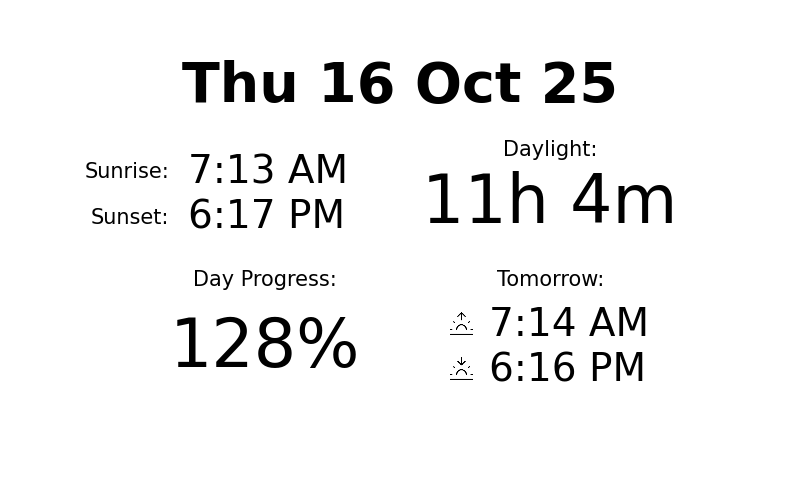 Thu 16 Oct 25
Sunrise: 7:13 AM
Sunset: 6:17 PM
Daylight:
11h 4m
Day Progress:
128%
Tomorrow:
7:14 AM
6:16 PM